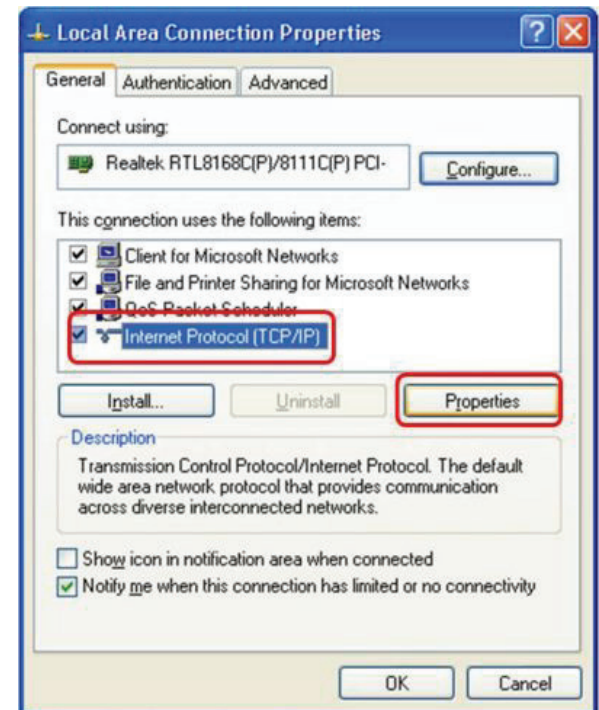 Local Area Connection Properties
General Authentication Advanced
Connect using:
Realtek RTL8168C(P)/8111C(P) PCI-
Configure...
This connection uses the following items:
Client for Microsoft Networks
File and Printer Sharing for Microsoft Networks
QoS Packet Scheduler
Internet Protocol (TCP/IP)
Install... Uninstall Properties
Description
Transmission Control Protocol/Internet Protocol. The default
wide area network protocol that provides communication
across diverse interconnected networks.
Show icon in notification area when connected
Notify me when this connection has limited or no connectivity
OK Cancel